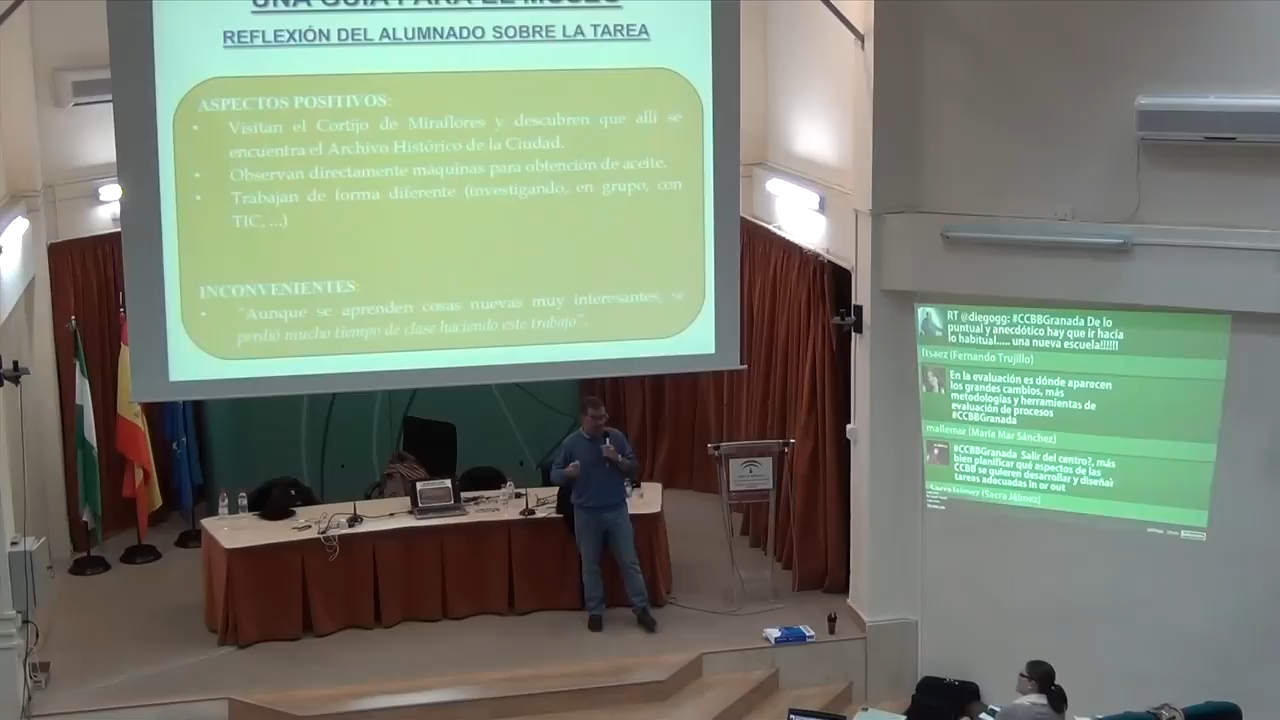 UNA GUÍA PARA EL MUSEO
REFLEXIÓN DEL ALUMNADO SOBRE LA TAREA
ASPECTOS POSITIVOS:
• Visitan el Cortijo de Miraflores y descubren que allí se
encuentra el Archivo Histórico de la Ciudad.
• Observan directamente máquinas para obtención de aceite.
• Trabajan de forma diferente (investigando, en grupo, con
TIC, ...)
INCONVENIENTES:
• "Aunque se aprenden cosas nuevas muy interesantes, se
perdió mucho tiempo de clase haciendo este trabajo".
RT @diegogg: #CCBBGranada De lo
puntual y anecdótico hay que ir hacía
lo habitual..... una nueva escuela!!!!!!
(Fernando Trujillo)
En la evaluación es dónde aparecen
los grandes cambios, más
metodologías y herramientas de
evaluación de procesos
#CCBBGranada
mallemar (María Mar Sánchez)
#CCBBGranada Salir del centro?, más
bien planificar qué aspectos de las
CCBB se quieren desarrollar y diseñar
tareas adecuadas in or out
SacraJaimez (Sacra Jáimez)